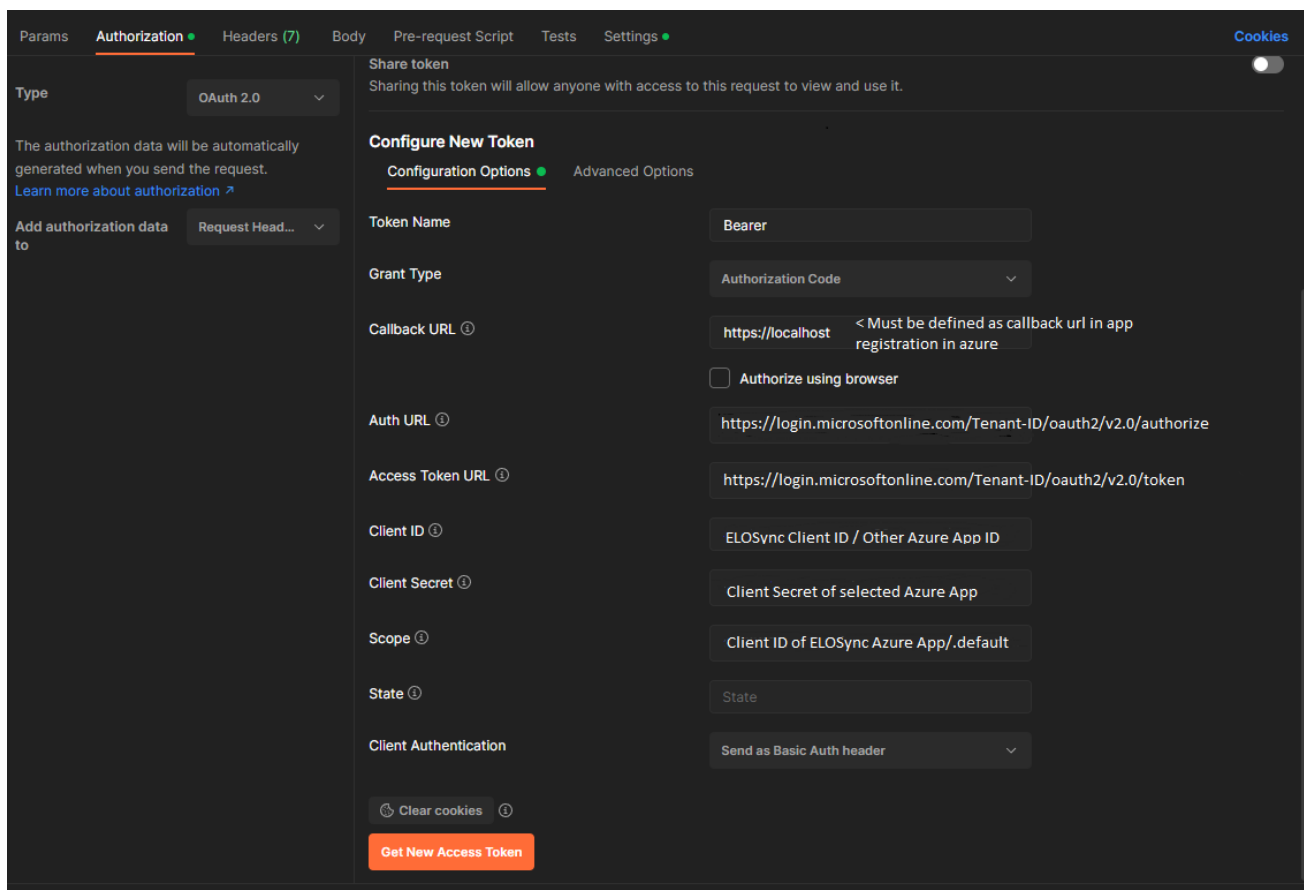 Params Authorization Headers (7) Body Pre-request Script Tests Settings Cookies
Share token
Sharing this token will allow anyone with access to this request to view and use it.
Type OAuth 2.0
The authorization data will be automatically
generated when you send the request.
Learn more about authorization ↗
Add authorization data
to
Request Head...
Configure New Token
Configuration Options Advanced Options
Token Name Bearer
Grant Type Authorization Code
Callback URL https://localhost
< Must be defined as callback url in app
registration in azure
Authorize using browser
Auth URL https://login.microsoftonline.com/Tenant-ID/oauth2/v2.0/authorize
Access Token URL https://login.microsoftonline.com/Tenant-ID/oauth2/v2.0/token
Client ID ELOSync Client ID / Other Azure App ID
Client Secret Client Secret of selected Azure App
Scope Client ID of ELOSync Azure App/.default
State State
Client Authentication Send as Basic Auth header
Clear cookies
Get New Access Token